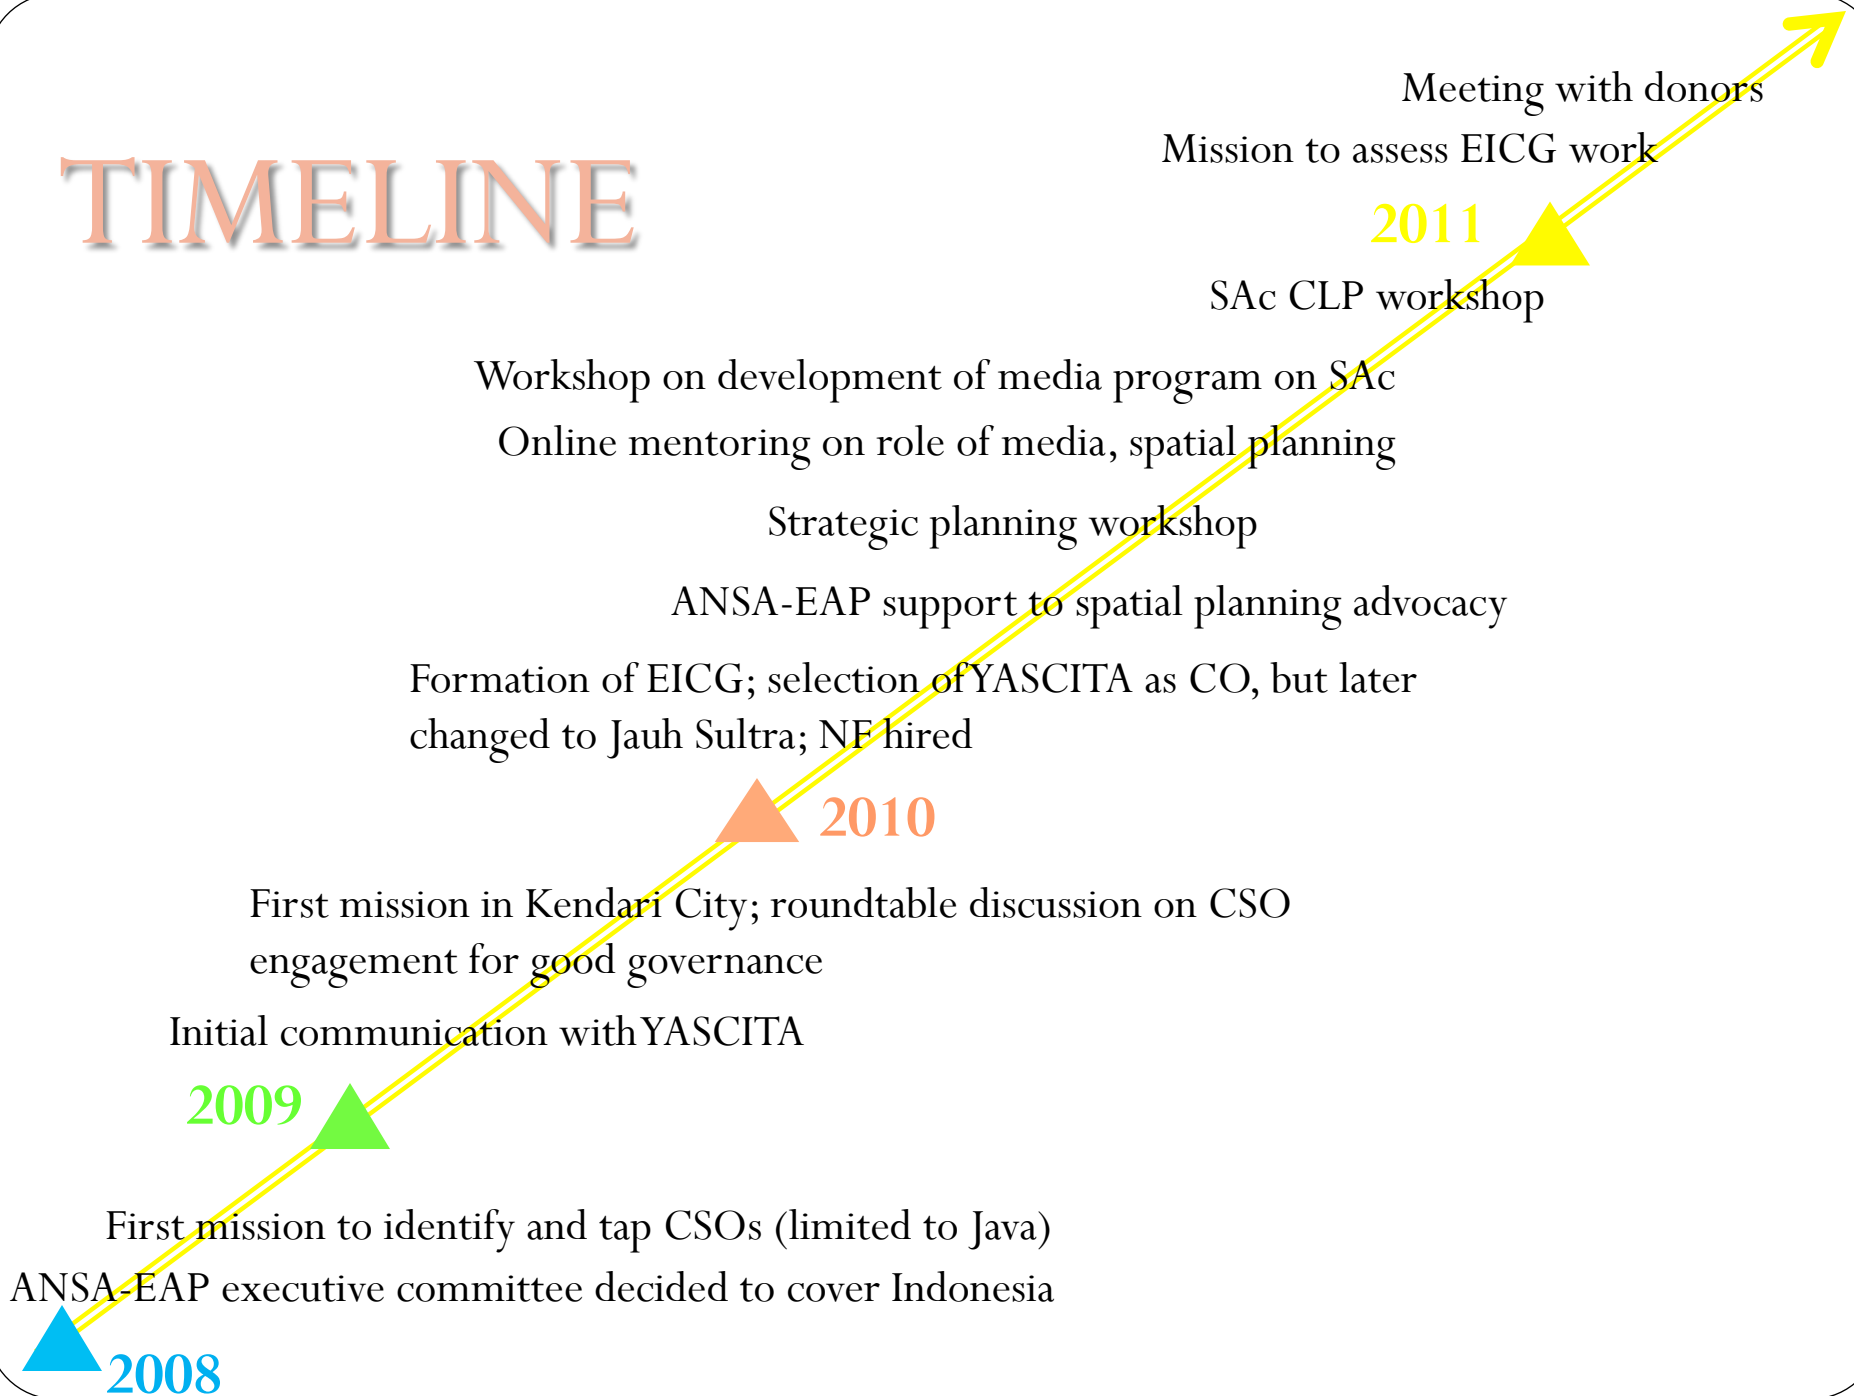 Meeting with donors
Mission to assess EICG work
TIMELINE
2011
SAc CLP workshop
Workshop on development of media program on SAc
Online mentoring on role of media, spatial planning
Strategic planning workshop
ANSA-EAP support to spatial planning advocacy
Formation of EICG; selection of YASCITA as CO, but later
changed to Jauh Sultra; NF hired
2010
First mission in Kendari City; roundtable discussion on CSO
engagement for good governance
Initial communication with YASCITA
2009
First mission to identify and tap CSOs (limited to Java)
ANSA-EAP executive committee decided to cover Indonesia
2008